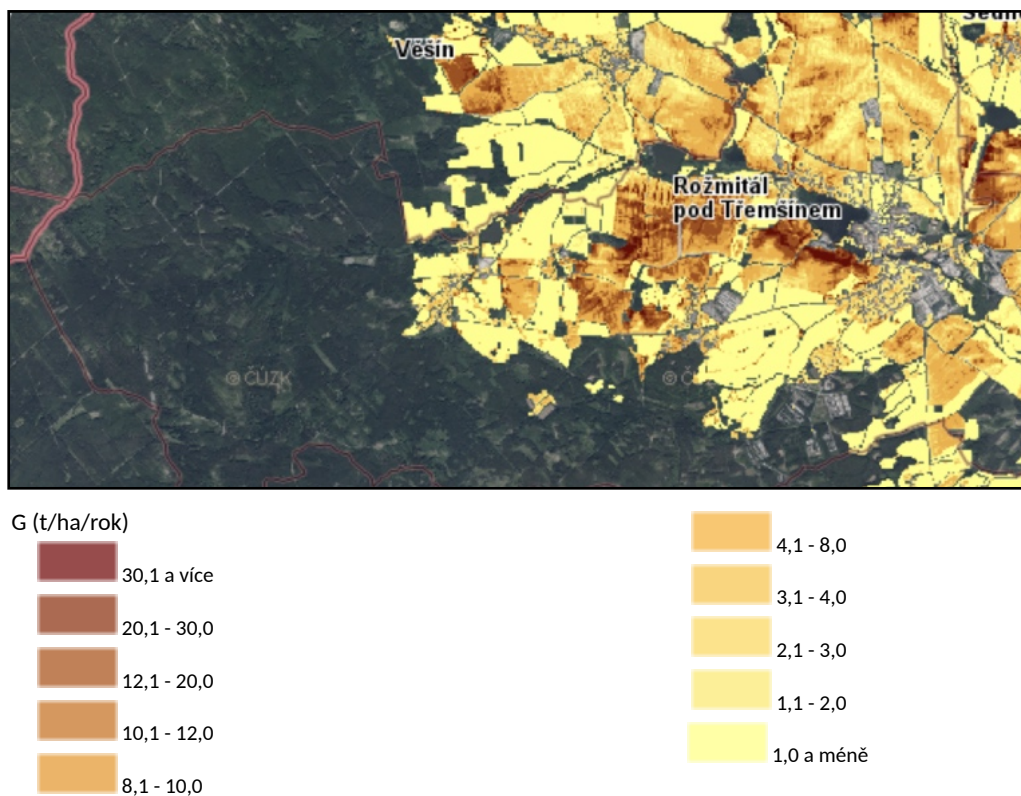 Věšín
Rožmitál
pod Třemšínem
© ČÚZK
G (t/ha/rok)
30,1 a více
20,1 - 30,0
12,1 - 20,0
10,1 - 12,0
8,1 - 10,0
4,1 - 8,0
3,1 - 4,0
2,1 - 3,0
1,1 - 2,0
1,0 a méně